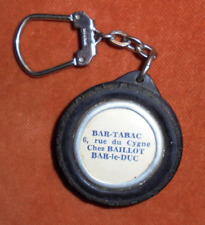 BAR-TABAC
6, rue du Cygne
Chez BAILLOT
BAR-le-DUC